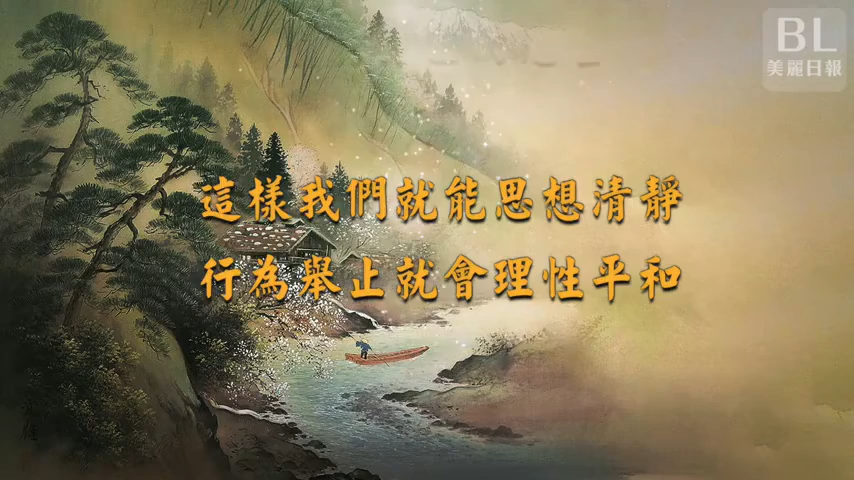 BL
美麗日報
這樣我們就能思想清靜
行為舉止就會理性平和